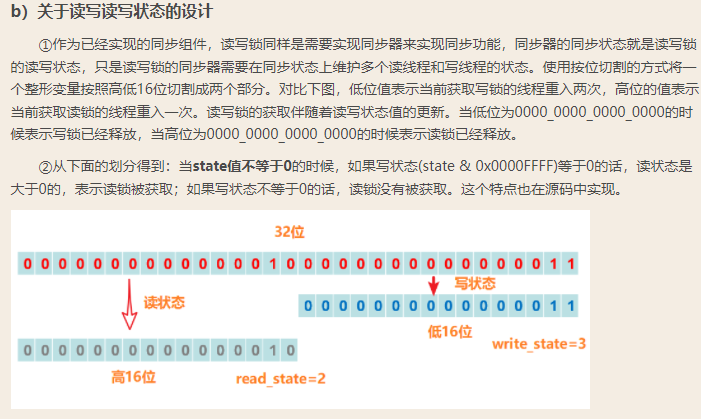 b）关于读写读写状态的设计
①作为已经实现的同步组件，读写锁同样是需要实现同步器来实现同步功能，同步器的同步状态就是读写锁
的读写状态，只是读写锁的同步器需要在同步状态上维护多个读线程和写线程的状态。使用按位切割的方式将一
个整形变量按照高低16位切割成两个部分。对比下图，低位值表示当前获取写锁的线程重入两次，高位的值表示
当前获取读锁的线程重入一次。读写锁的获取伴随着读写状态值的更新。当低位为0000_0000_0000_0000的时
候表示写锁已经释放，当高位为0000_0000_0000_0000的时候表示读锁已经释放。
②从下面的划分得到：当state值不等于0的时候，如果写状态(state & 0x0000FFFF)等于0的话，读状态是
大于0的，表示读锁被获取；如果写状态不等于0的话，读锁没有被获取。这个特点也在源码中实现。
32位
0 0 0 0 0 0 0 0 0 0 0 0 0 0 1 0 0 0 0 0 0 0 0 0 0 0 0 0 0 0 1 1
写状态
读状态
0 0 0 0 0 0 0 0 0 0 0 0 0 0 1 1
低16位
write_state=3
0 0 0 0 0 0 0 0 0 0 0 0 0 0 1 0
高16位
read_state=2